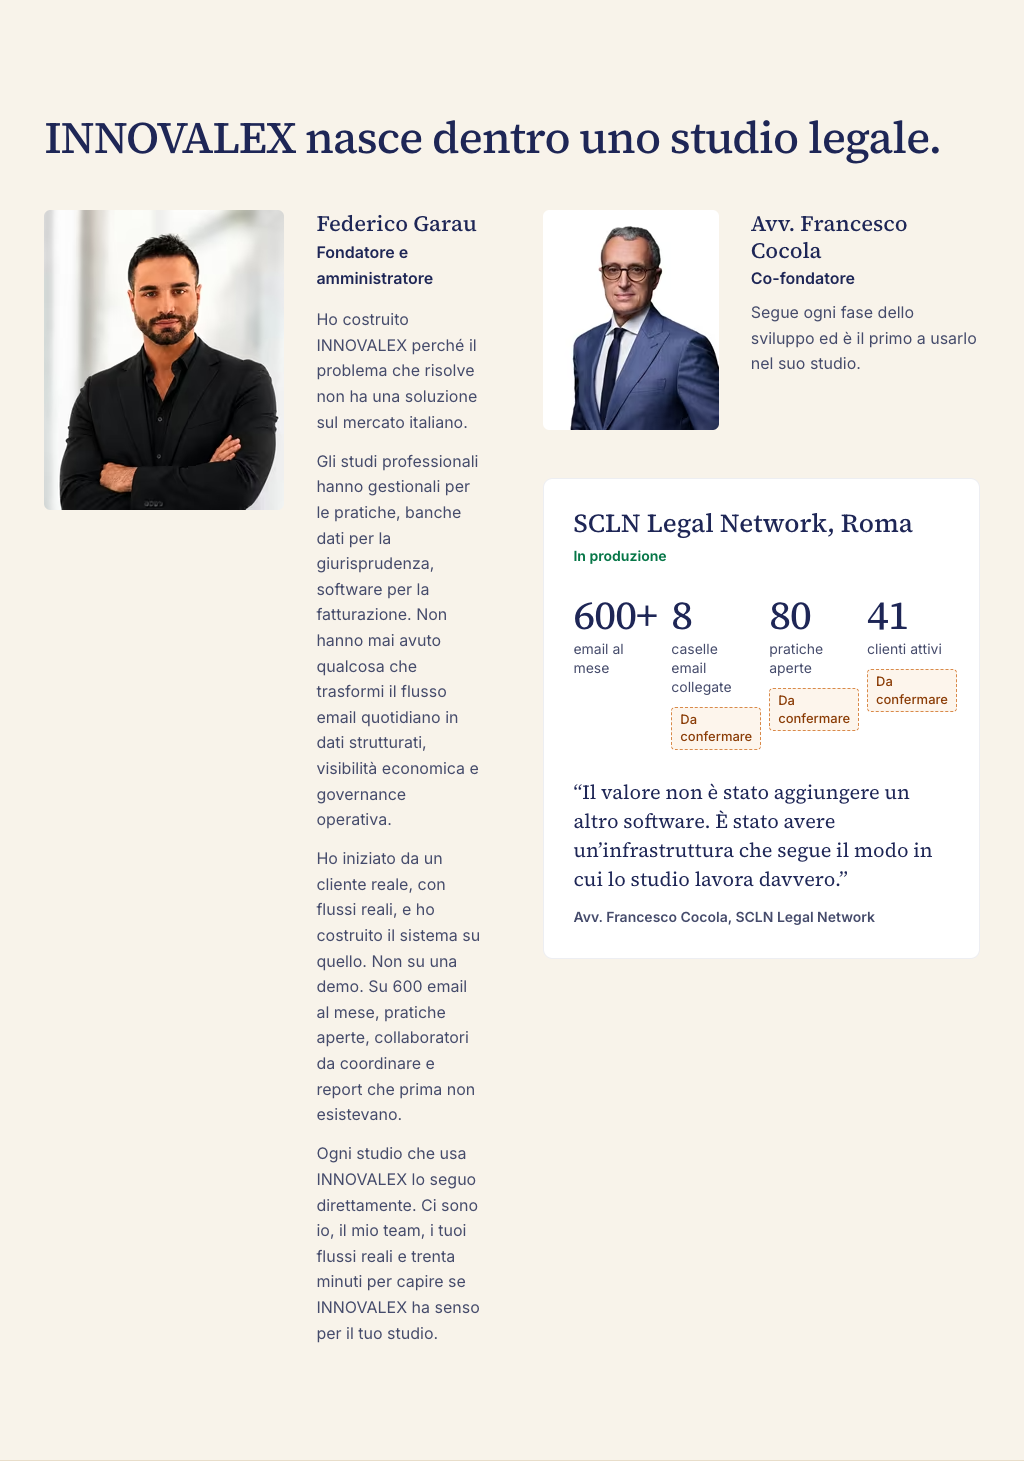 INNOVALEX nasce dentro uno studio legale.
Federico Garau
Fondatore e
amministratore
Ho costruito
INNOVALEX perché il
problema che risolve
non ha una soluzione
sul mercato italiano.
Gli studi professionali
hanno gestionali per
le pratiche, banche
dati per la
giurisprudenza,
software per la
fatturazione. Non
hanno mai avuto
qualcosa che
trasformi il flusso
email quotidiano in
dati strutturati,
visibilità economica e
governance
operativa.
Ho iniziato da un
cliente reale, con
flussi reali, e ho
costruito il sistema su
quello. Non su una
demo. Su 600 email
al mese, pratiche
aperte, collaboratori
da coordinare e
report che prima non
esistevano.
Ogni studio che usa
INNOVALEX lo seguo
direttamente. Ci sono
io, il mio team, i tuoi
flussi reali e trenta
minuti per capire se
INNOVALEX ha senso
per il tuo studio.
Avv. Francesco
Cocola
Co-fondatore
Segue ogni fase dello
sviluppo ed è il primo a usarlo
nel suo studio.
SCLN Legal Network, Roma
In produzione
600+
email al
mese
8
caselle
email
collegate
Da
confermare
80
pratiche
aperte
Da
confermare
41
clienti attivi
Da
confermare
“Il valore non è stato aggiungere un
altro software. È stato avere
un’infrastruttura che segue il modo in
cui lo studio lavora davvero.”
Avv. Francesco Cocola, SCLN Legal Network